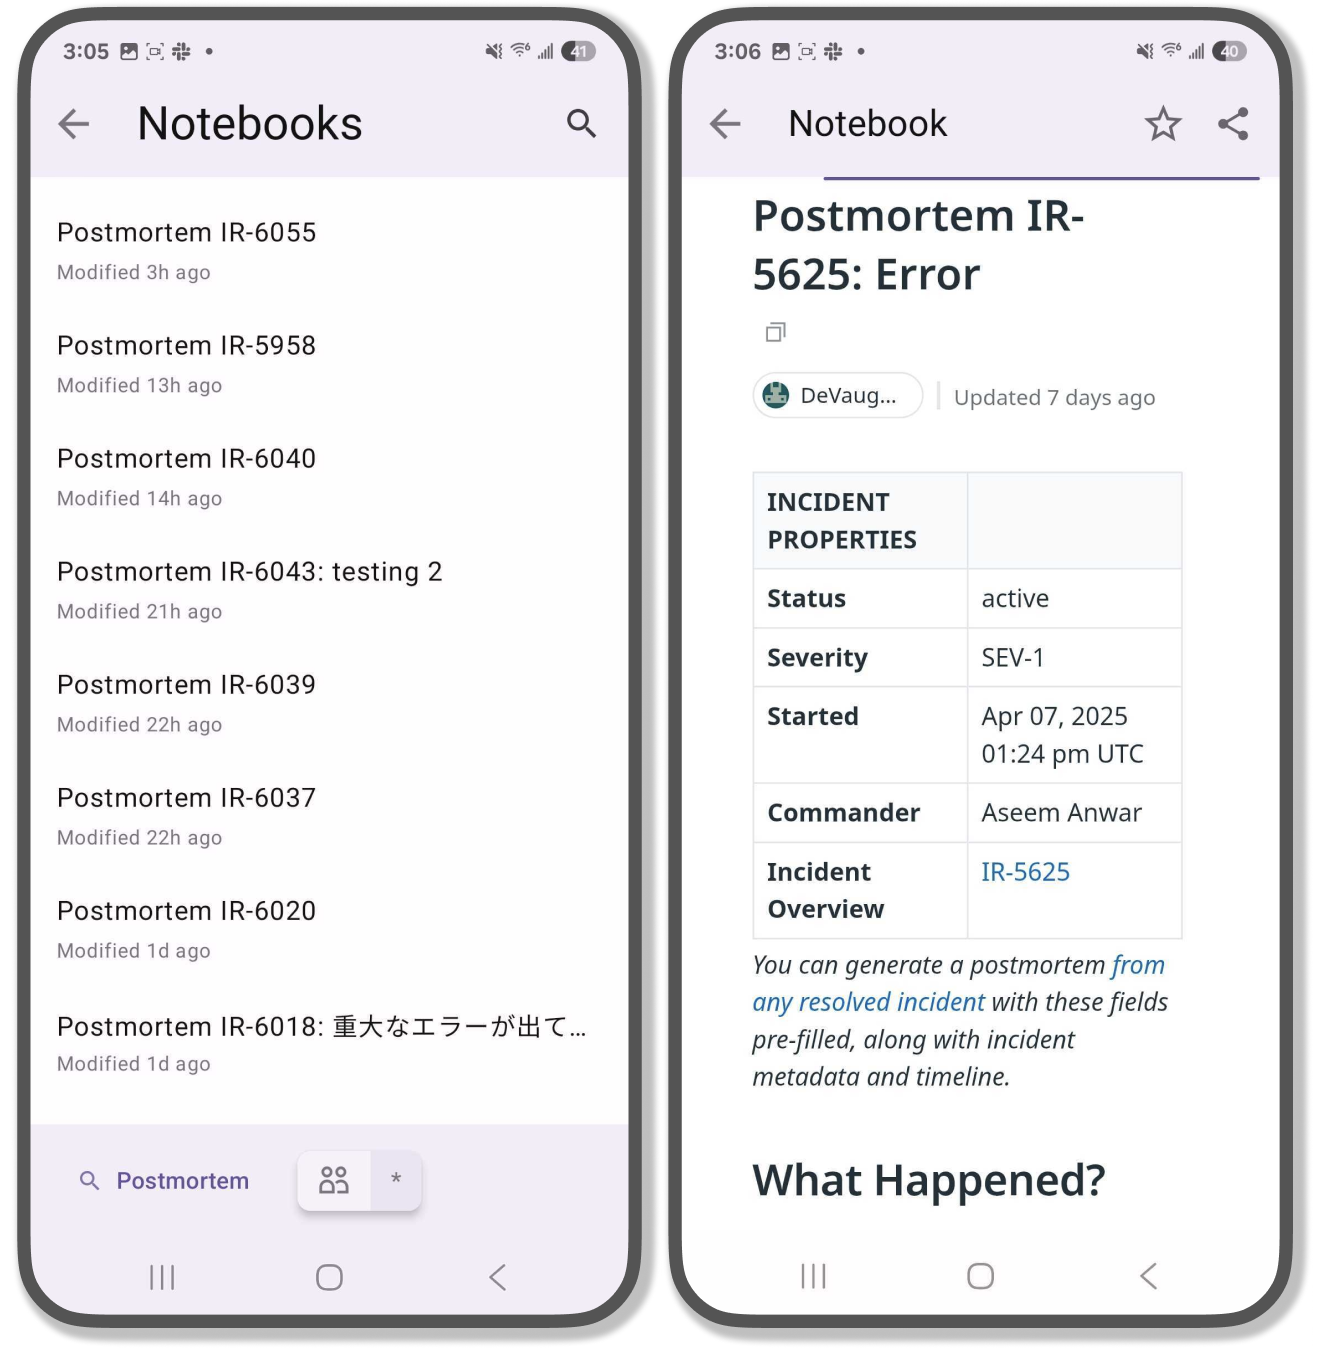 3:05
41
Notebooks
Postmortem IR-6055
Modified 3h ago
Postmortem IR-5958
Modified 13h ago
Postmortem IR-6040
Modified 14h ago
Postmortem IR-6043: testing 2
Modified 21h ago
Postmortem IR-6039
Modified 22h ago
Postmortem IR-6037
Modified 22h ago
Postmortem IR-6020
Modified 1d ago
Postmortem IR-6018: 重大なエラーが出て...
Modified 1d ago
Postmortem
*
3:06
40
Notebook
Postmortem IR-
5625: Error
DeVaug...
Updated 7 days ago
INCIDENT
PROPERTIES
Status
active
Severity
SEV-1
Started
Apr 07, 2025
01:24 pm UTC
Commander
Aseem Anwar
Incident
Overview
IR-5625
You can generate a postmortem from
any resolved incident with these fields
pre-filled, along with incident
metadata and timeline.
What Happened?